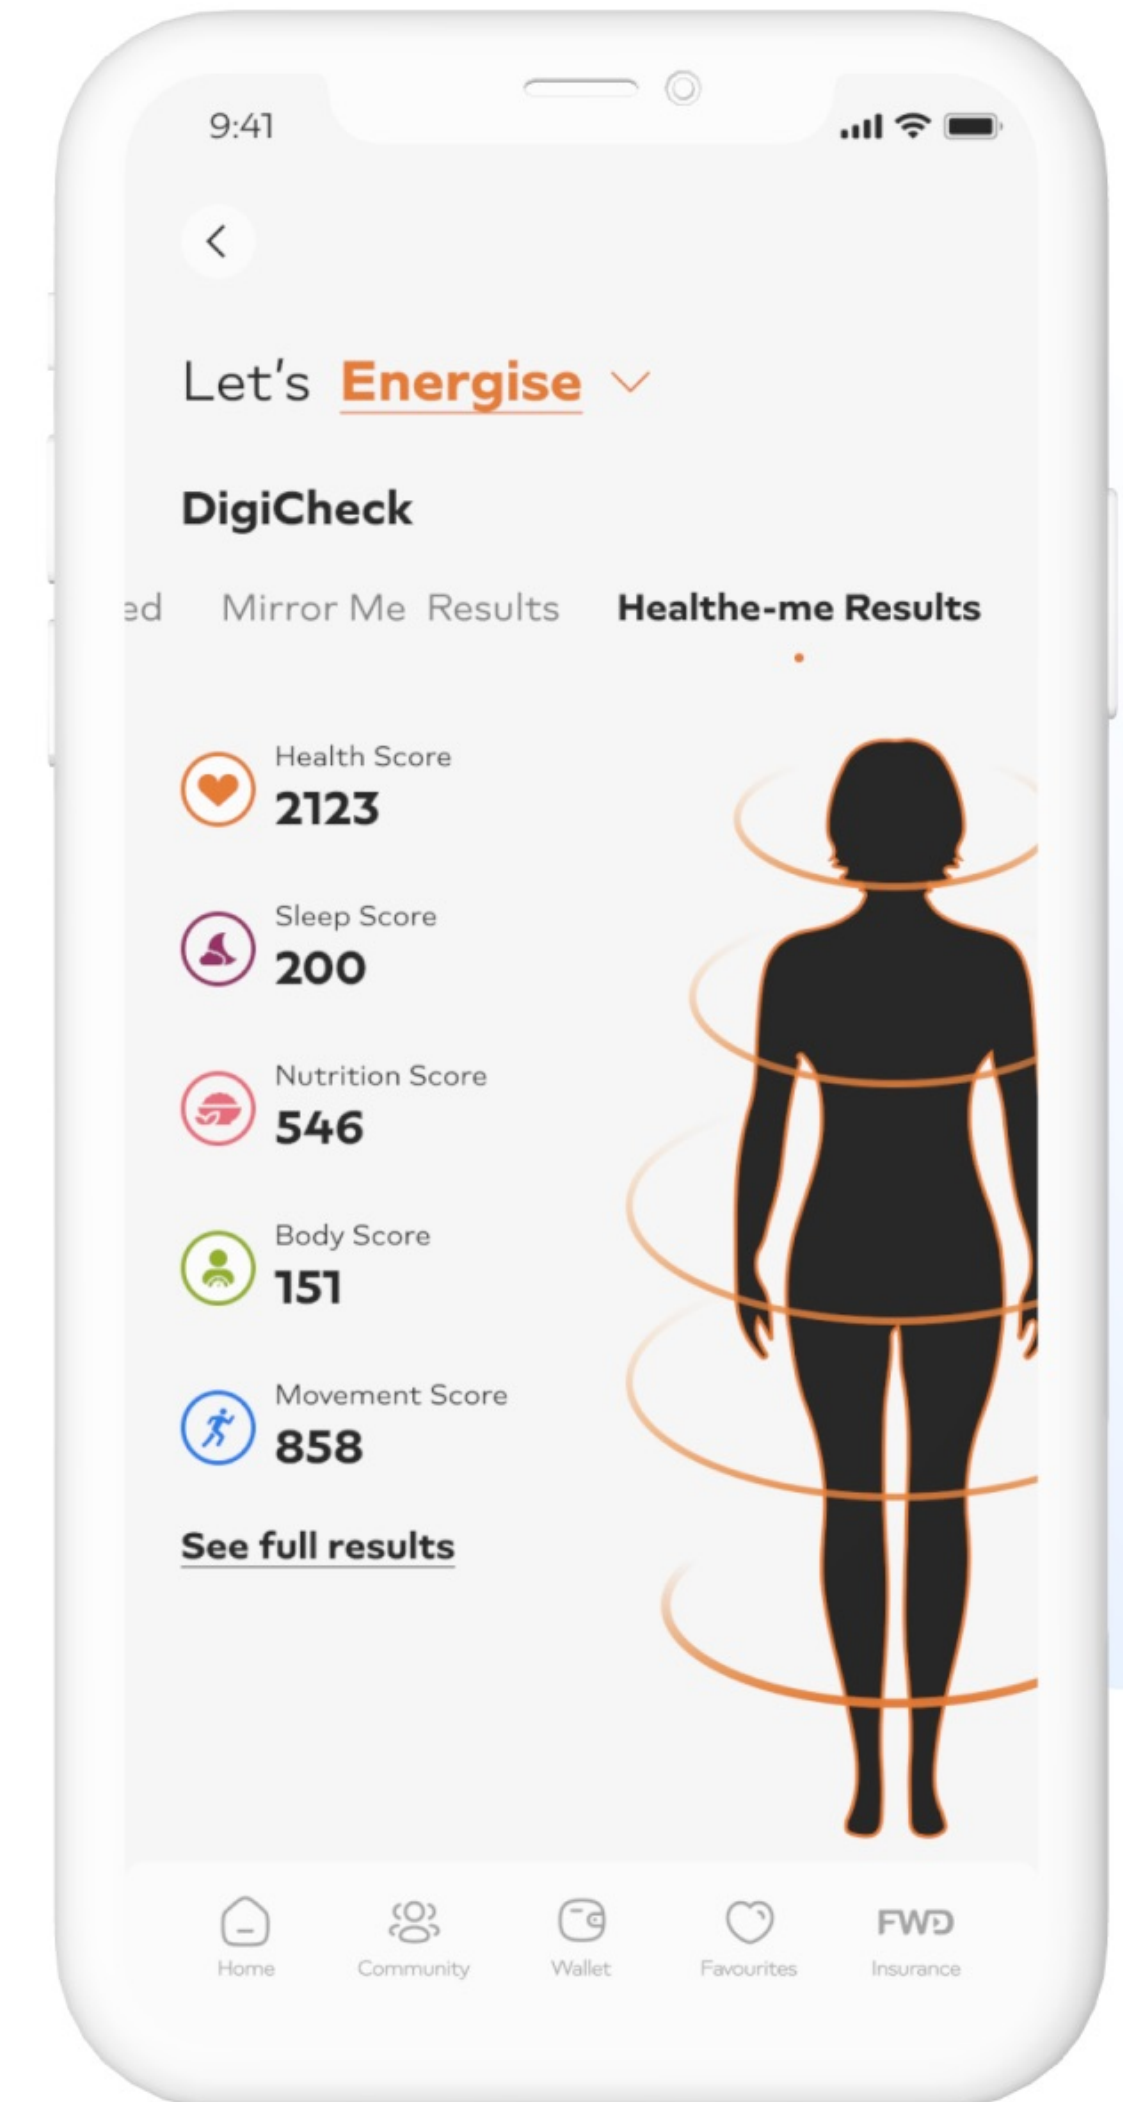 9:41
Let's Energise
DigiCheck
ed Mirror Me Results Healthe-me Results
Health Score
2123
Sleep Score
200
Nutrition Score
546
Body Score
151
Movement Score
858
See full results
FWD
Home Community Wallet Favourites Insurance